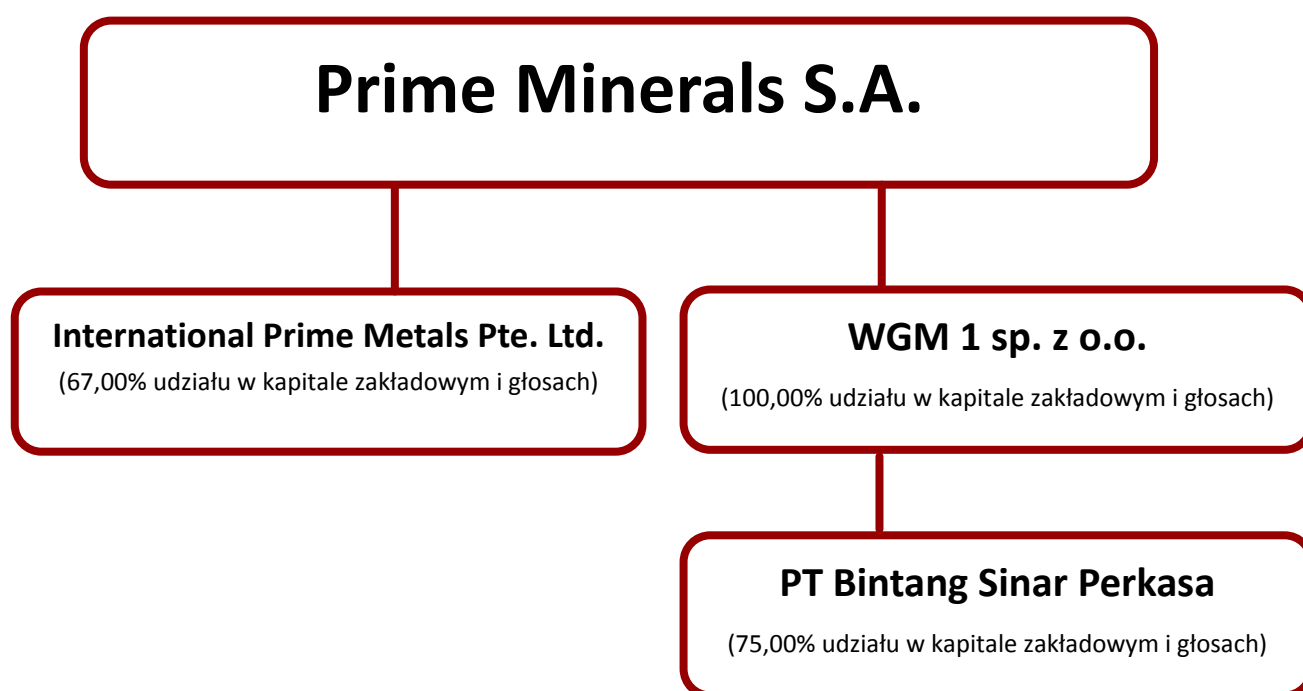 Prime Minerals S.A.
International Prime Metals Pte. Ltd.
(67,00% udziału w kapitale zakładowym i głosach)
WGM 1 sp. z o.o.
(100,00% udziału w kapitale zakładowym i głosach)
PT Bintang Sinar Perkasa
(75,00% udziału w kapitale zakładowym i głosach)